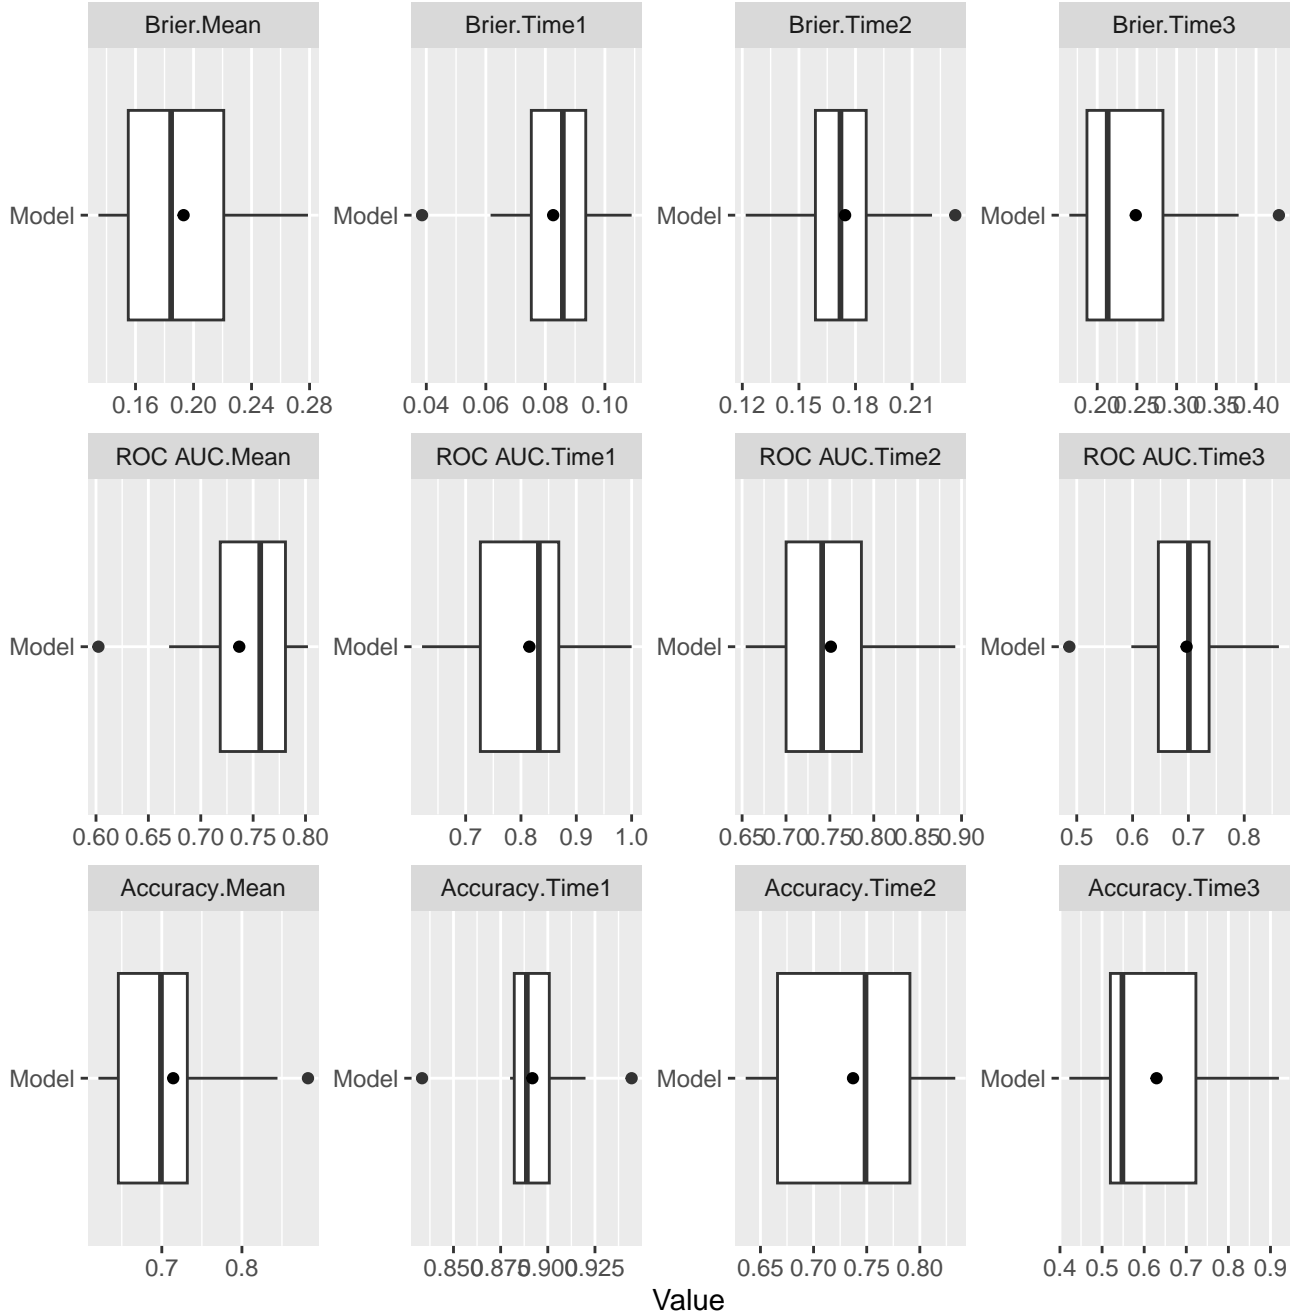 Brier.Mean Brier.Time1 Brier.Time2 Brier.Time3
Model Model Model Model
0.16 0.20 0.24 0.28 0.04 0.06 0.08 0.10 0.12 0.15 0.18 0.21 0.20 0.25 0.30 0.35 0.40
ROC AUC.Mean ROC AUC.Time1 ROC AUC.Time2 ROC AUC.Time3
Model Model Model Model
0.60 0.65 0.70 0.75 0.80 0.7 0.8 0.9 1.0 0.65 0.70 0.75 0.80 0.85 0.90 0.5 0.6 0.7 0.8
Accuracy.Mean Accuracy.Time1 Accuracy.Time2 Accuracy.Time3
Model Model Model Model
0.7 0.8 0.850 0.875 0.900 0.925 0.65 0.70 0.75 0.80 0.4 0.5 0.6 0.7 0.8 0.9
Value